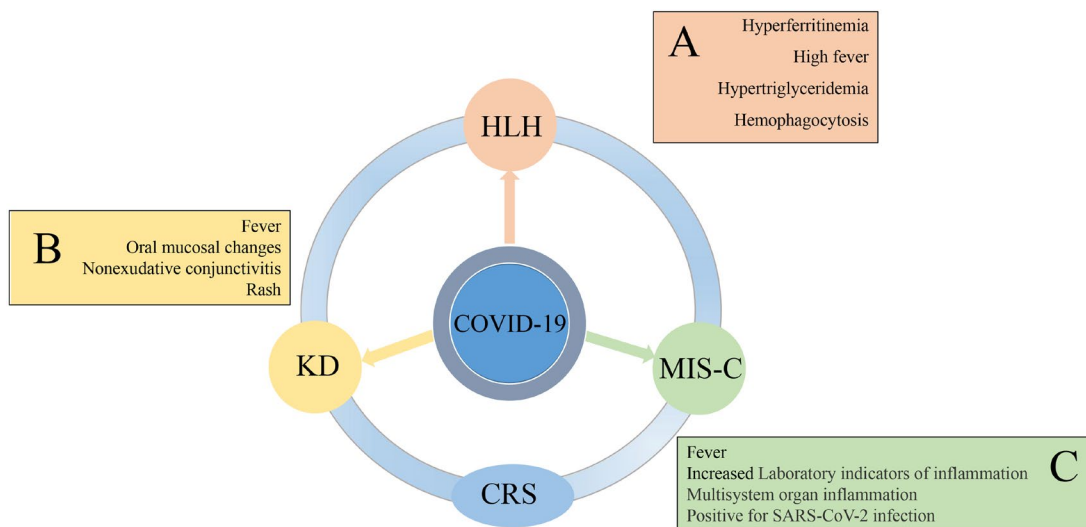 A
Hyperferritinemia
High fever
Hypertriglyceridemia
Hemophagocytosis
HLH
B
Fever
Oral mucosal changes
Nonexudative conjunctivitis
Rash
COVID-19
KD
MIS-C
CRS
Fever
Increased Laboratory indicators of inflammation
Multisystem organ inflammation
Positive for SARS-CoV-2 infection
C